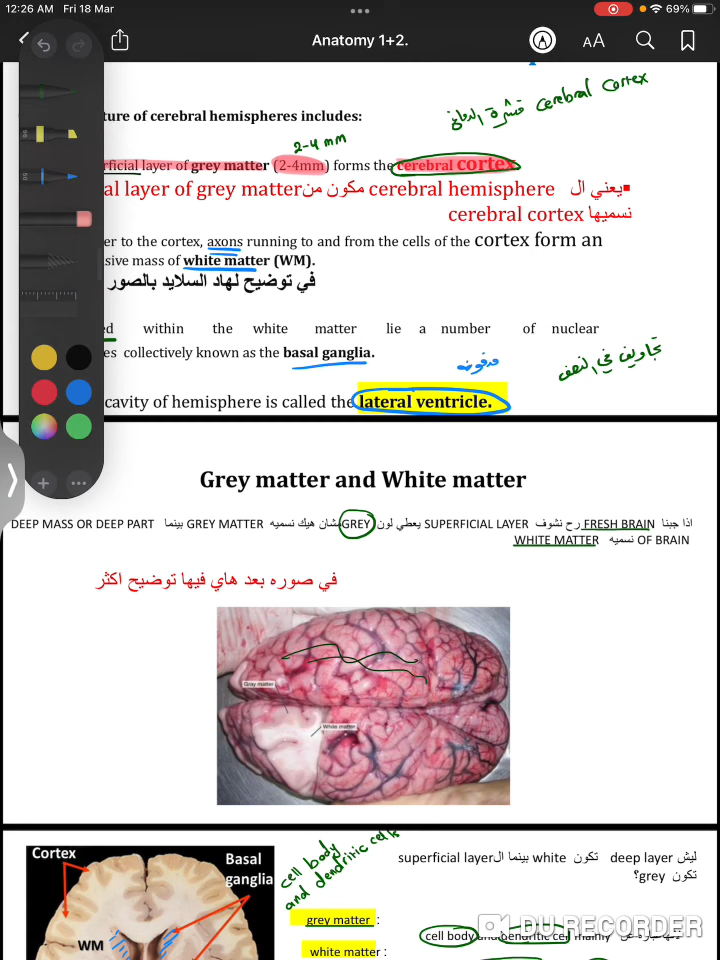 12:26 AM Fri 18 Mar
69%
Anatomy 1+2.
AA
ture of cerebral hemispheres includes:
قشرة الدماغ cerebral cortex
2-4 mm
rficial layer of grey matter (2-4mm) forms the cerebral cortex.
▪يعني ال cerebral hemisphere مكون من al layer of grey matter
نسميها cerebral cortex
er to the cortex, axons running to and from the cells of the cortex form an
sive mass of white matter (WM).
في توضيح لهاد السلايد بالصور
ed within the white matter lie a number of nuclear
es collectively known as the basal ganglia.
مدفونه
تجاويف في النصف
cavity of hemisphere is called the lateral ventricle.
Grey matter and White matter
اذا جبنا FRESH BRAIN رح نشوف SUPERFICIAL LAYER يعطي لون GREY عشان هيك نسميه GREY MATTER بينما DEEP MASS OR DEEP PART
OF BRAIN نسميه WHITE MATTER
في صوره بعد هاي فيها توضيح اكثر
Gray matter
White matter
Cortex
Basal
ganglia
WM
cell body
and dendritic cells
ليش deep layer تكون white بينما ال superficial layer
تكون grey؟
grey matter :
cell body and dendritic cell mainly عن
white matter :
DU RECORDER